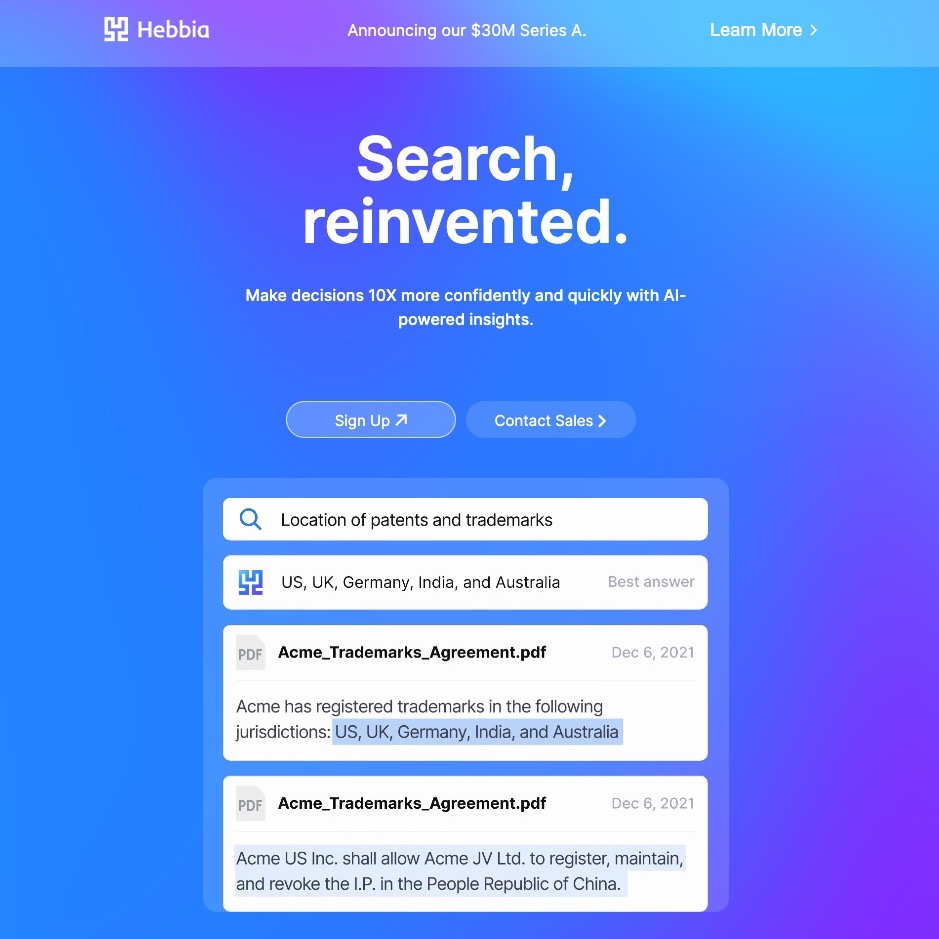 Hebbia
Announcing our $30M Series A.
Learn More
Search,
reinvented.
Make decisions 10X more confidently and quickly with AI-
powered insights.
Sign Up
Contact Sales
Location of patents and trademarks
US, UK, Germany, India, and Australia
Best answer
PDF
Acme_Trademarks_Agreement.pdf
Dec 6, 2021
Acme has registered trademarks in the following
jurisdictions: US, UK, Germany, India, and Australia
PDF
Acme_Trademarks_Agreement.pdf
Dec 6, 2021
Acme US Inc. shall allow Acme JV Ltd. to register, maintain,
and revoke the I.P. in the People Republic of China.